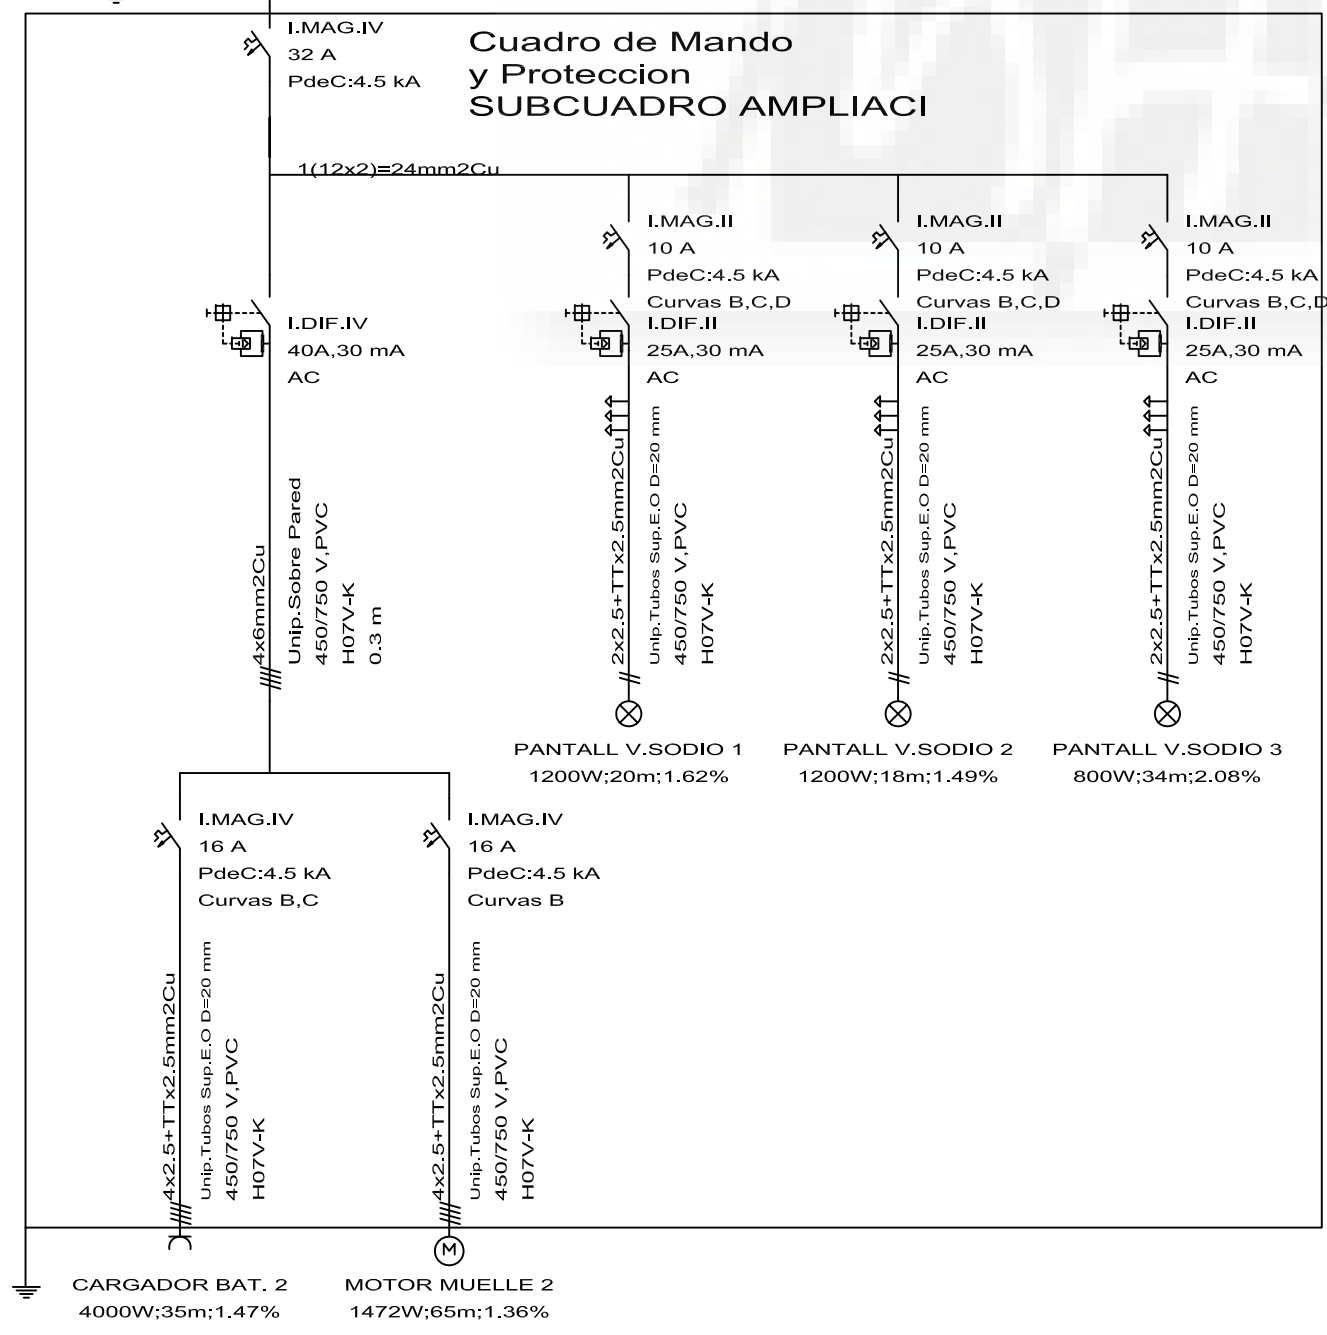 I.MAG.IV
32 A
PdeC:4.5 kA
Cuadro de Mando
y Proteccion
SUBCUADRO AMPLIACI
1(12x2)=24mm2Cu
I.MAG.II
10 A
PdeC:4.5 kA
Curvas B,C,D
I.DIF.II
25A,30 mA
AC
I.MAG.II
10 A
PdeC:4.5 kA
Curvas B,C,D
I.DIF.II
25A,30 mA
AC
I.MAG.II
10 A
PdeC:4.5 kA
Curvas B,C,D
I.DIF.II
25A,30 mA
AC
I.DIF.IV
40A,30 mA
AC
4x6mm2Cu
Unip.Sobre Pared
450/750 V,PVC
H07V-K
0.3 m
2x2.5+TTx2.5mm2Cu
Unip.Tubos Sup.E.O D=20 mm
450/750 V,PVC
H07V-K
2x2.5+TTx2.5mm2Cu
Unip.Tubos Sup.E.O D=20 mm
450/750 V,PVC
H07V-K
2x2.5+TTx2.5mm2Cu
Unip.Tubos Sup.E.O D=20 mm
450/750 V,PVC
H07V-K
PANTALL V.SODIO 1
1200W;20m;1.62%
PANTALL V.SODIO 2
1200W;18m;1.49%
PANTALL V.SODIO 3
800W;34m;2.08%
I.MAG.IV
16 A
PdeC:4.5 kA
Curvas B,C
I.MAG.IV
16 A
PdeC:4.5 kA
Curvas B
4x2.5+TTx2.5mm2Cu
Unip.Tubos Sup.E.O D=20 mm
450/750 V,PVC
H07V-K
4x2.5+TTx2.5mm2Cu
Unip.Tubos Sup.E.O D=20 mm
450/750 V,PVC
H07V-K
M
CARGADOR BAT. 2
4000W;35m;1.47%
MOTOR MUELLE 2
1472W;65m;1.36%